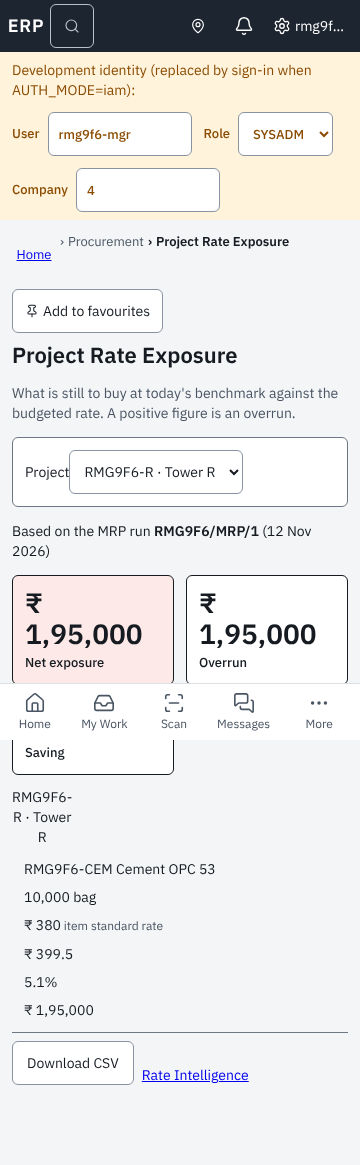 ERP
rmg9f...
Development identity (replaced by sign-in when
AUTH_MODE=iam):
User rmg9f6-mgr Role SYSADM
Company 4
Home › Procurement › Project Rate Exposure
Add to favourites
Project Rate Exposure
What is still to buy at today's benchmark against the
budgeted rate. A positive figure is an overrun.
Project RMG9F6-R · Tower R
Based on the MRP run RMG9F6/MRP/1 (12 Nov
2026)
₹
1,95,000
Net exposure
₹
1,95,000
Overrun
Home My Work Scan Messages More
Saving
RMG9F6-
R · Tower
R
RMG9F6-CEM Cement OPC 53
10,000 bag
₹ 380 item standard rate
₹ 399.5
5.1%
₹ 1,95,000
Download CSV
Rate Intelligence